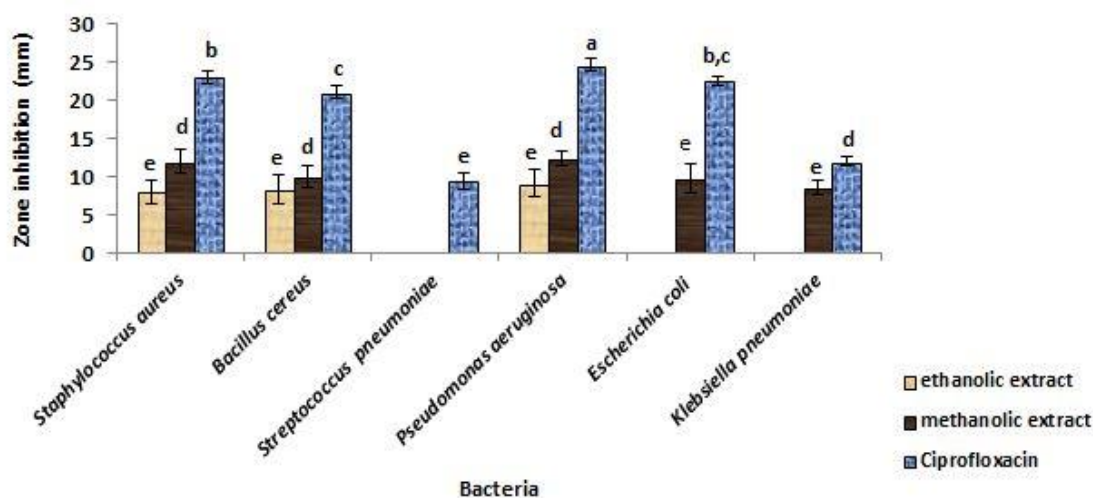 Zone inhibition (mm)
30
25
20
15
10
5
0
e
d
b
e
d
c
e
e
d
a
e
b,c
e
d
Staphylococcus aureus
Bacillus cereus
Streptococcus pneumoniae
Pseudomonas aeruginosa
Escherichia coli
Klebsiella pneumoniae
Bacteria
ethanolic extract
methanolic extract
Ciprofloxacin